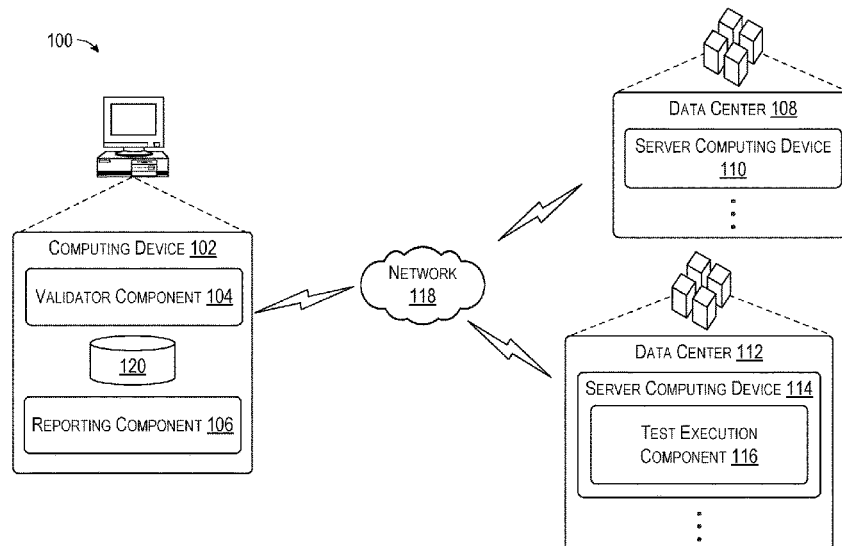 100
COMPUTING DEVICE 102
VALIDATOR COMPONENT 104
120
REPORTING COMPONENT 106
NETWORK
118
DATA CENTER 108
SERVER COMPUTING DEVICE
110
DATA CENTER 112
SERVER COMPUTING DEVICE 114
TEST EXECUTION
COMPONENT 116